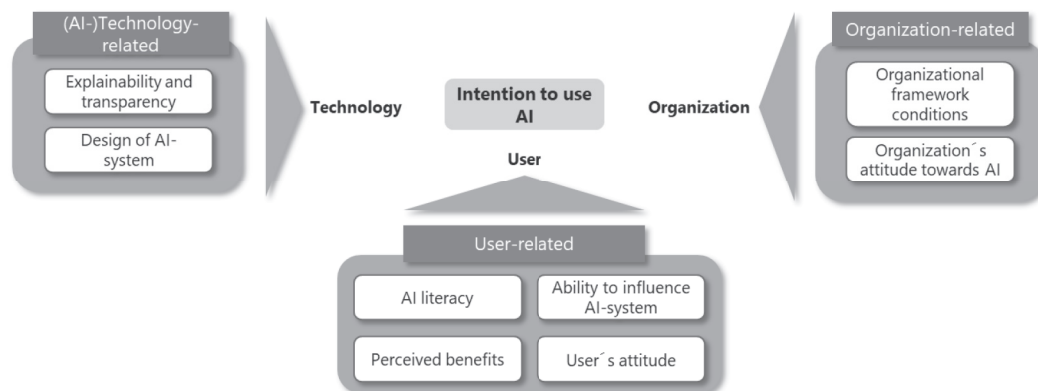 (AI-)Technology-
related
Explainability and
transparency
Design of AI-
system
Technology
Intention to use
AI
User
Organization
Organization-related
Organizational
framework
conditions
Organization´s
attitude towards AI
User-related
AI literacy
Ability to influence
AI-system
Perceived benefits
User´s attitude